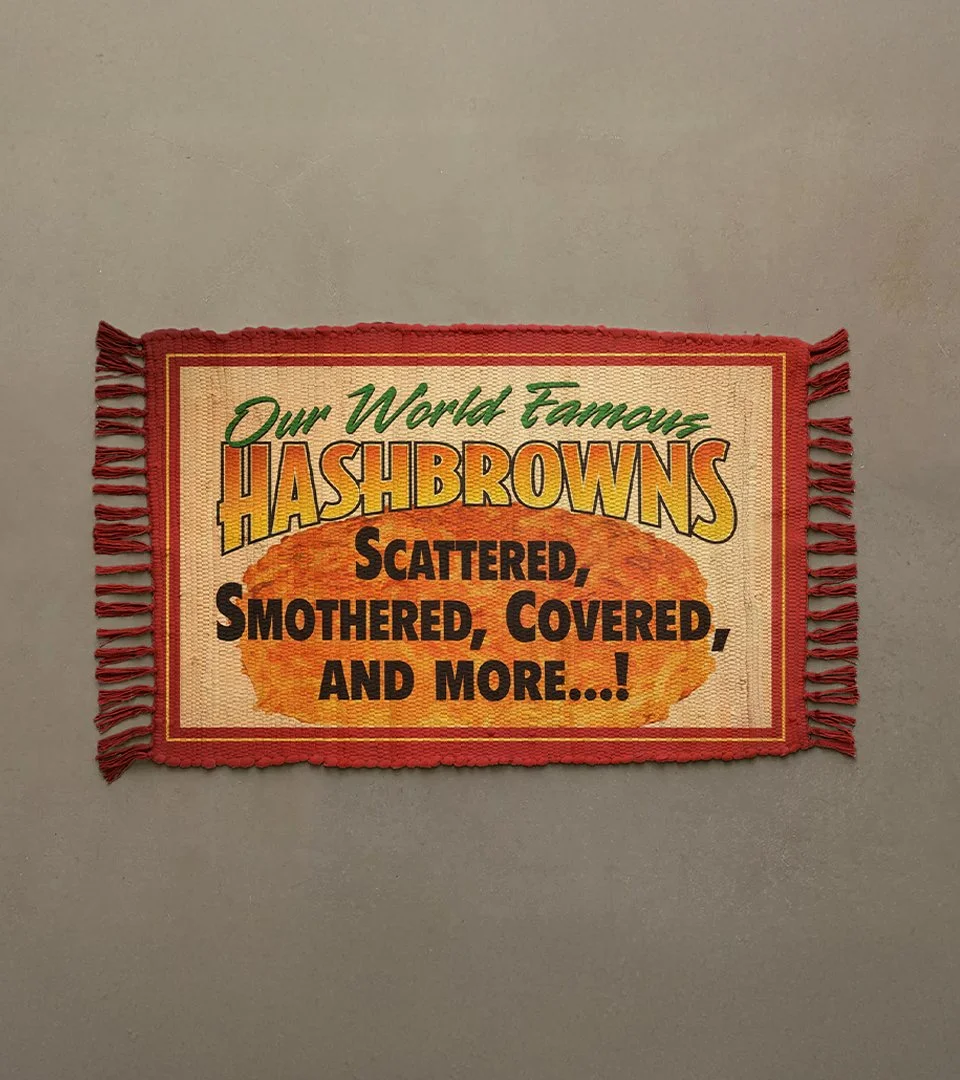 Our World Famous
HASHBROWNS
SCATTERED,
SMOTHERED, COVERED,
AND MORE...!